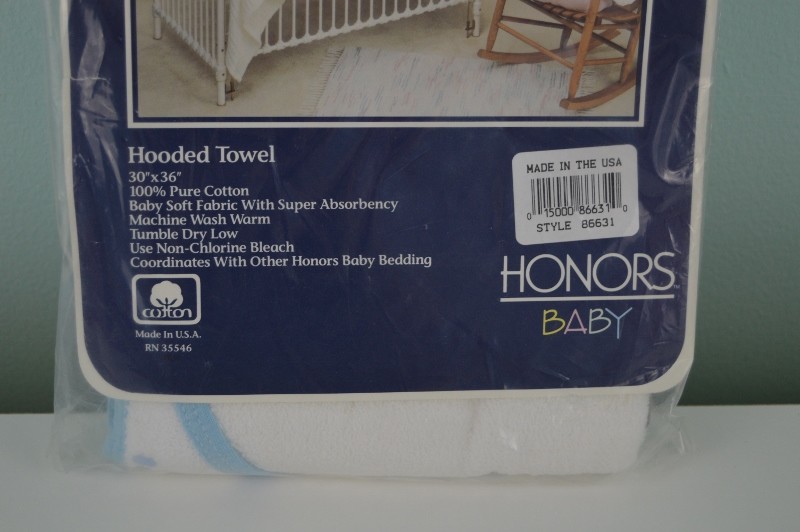 Hooded Towel
30"x36"
100% Pure Cotton
Baby Soft Fabric With Super Absorbency
Machine Wash Warm
Tumble Dry Low
Use Non-Chlorine Bleach
Coordinates With Other Honors Baby Bedding
cotton
Made In U.S.A.
RN 35546
MADE IN THE USA
0 15000 86631 0
STYLE 86631
HONORS™
BABY